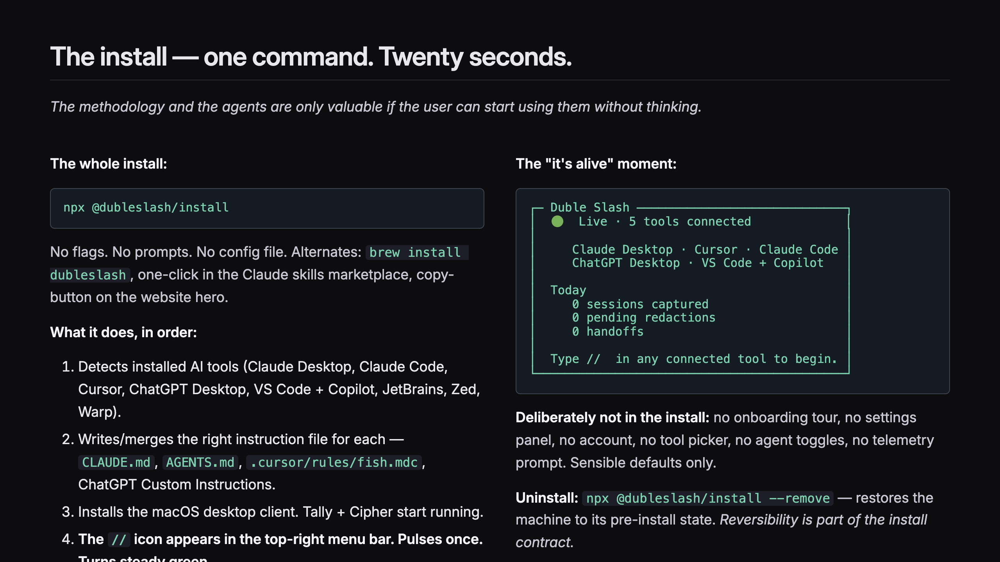 The install — one command. Twenty seconds.
The methodology and the agents are only valuable if the user can start using them without thinking.
The whole install:
npx @dubleslash/install
No flags. No prompts. No config file. Alternates: brew install
dubleslash, one-click in the Claude skills marketplace, copy-
button on the website hero.
What it does, in order:
1. Detects installed AI tools (Claude Desktop, Claude Code,
Cursor, ChatGPT Desktop, VS Code + Copilot, JetBrains, Zed,
Warp).
2. Writes/merges the right instruction file for each —
CLAUDE.md, AGENTS.md, .cursor/rules/fish.mdc,
ChatGPT Custom Instructions.
3. Installs the macOS desktop client. Tally + Cipher start running.
4. The // icon appears in the top-right menu bar. Pulses once.
Turns steady green.
The "it's alive" moment:
Duble Slash
Live · 5 tools connected
Claude Desktop · Cursor · Claude Code
ChatGPT Desktop · VS Code + Copilot
Today
0 sessions captured
0 pending redactions
0 handoffs
Type // in any connected tool to begin.
Deliberately not in the install: no onboarding tour, no settings
panel, no account, no tool picker, no agent toggles, no telemetry
prompt. Sensible defaults only.
Uninstall: npx @dubleslash/install --remove — restores the
machine to its pre-install state. Reversibility is part of the install
contract.